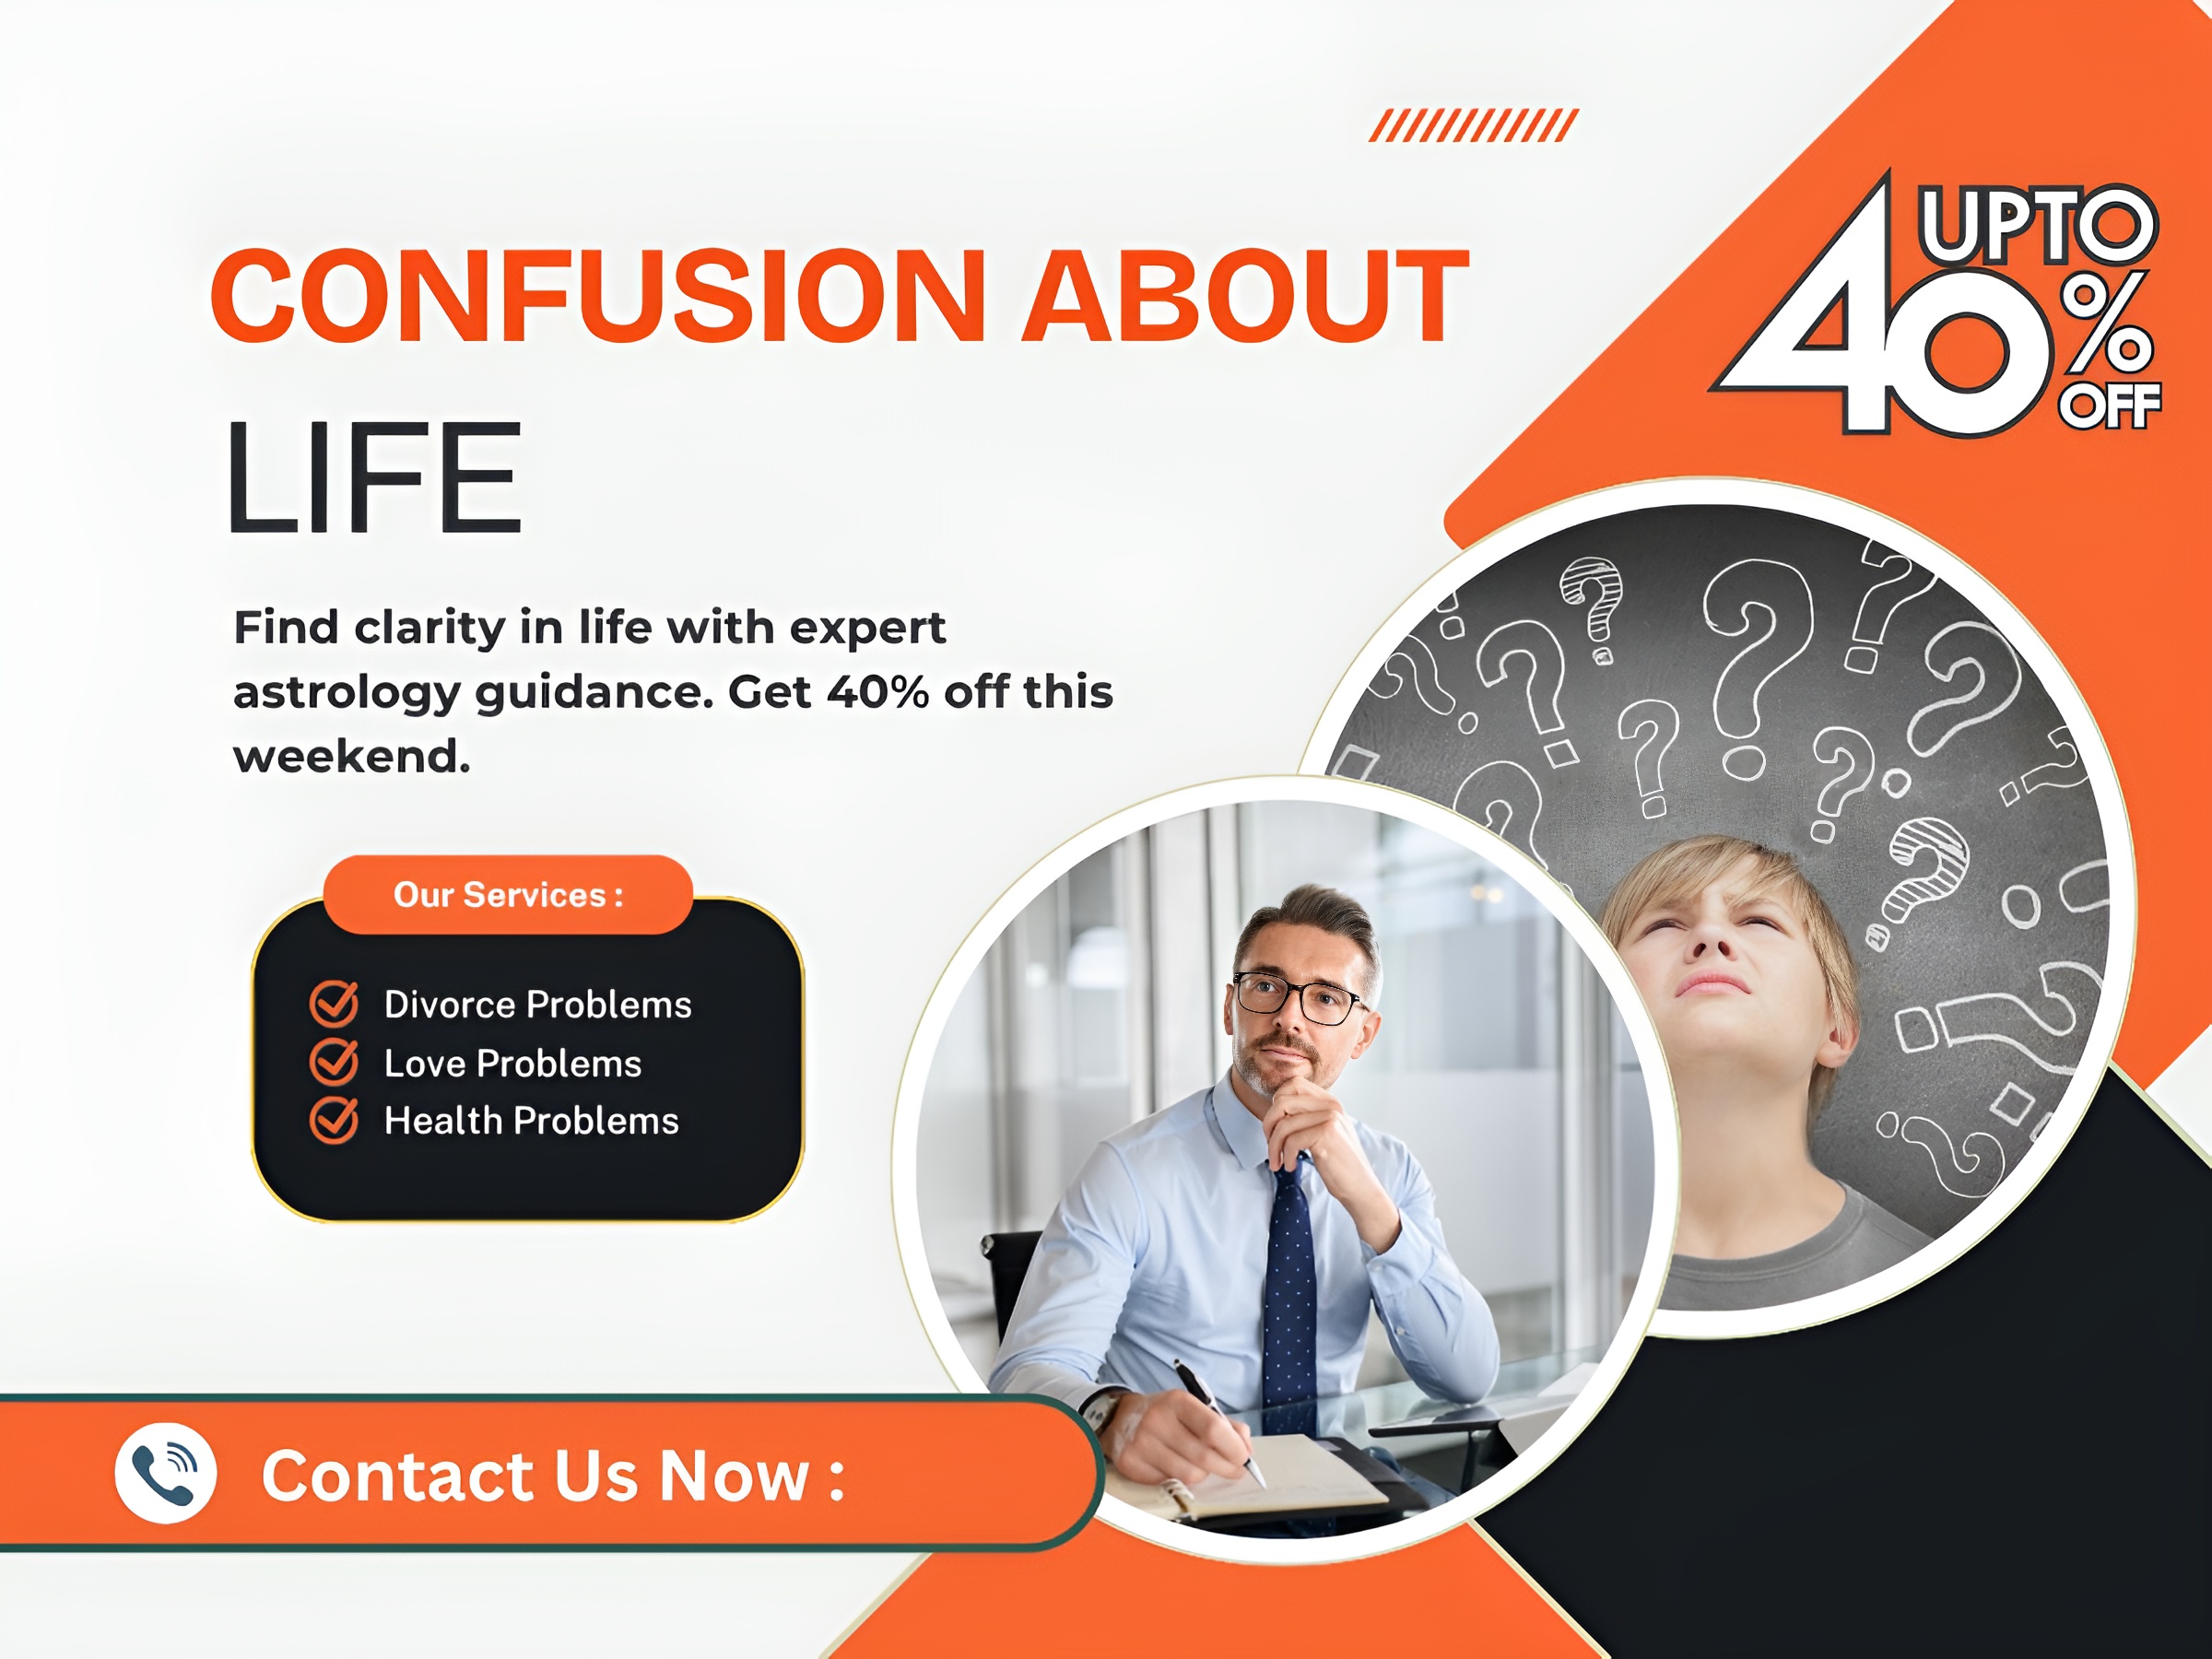 CONFUSION ABOUT
LIFE
UPTO
40%
OFF
Find clarity in life with expert
astrology guidance. Get 40% off this
weekend.
Our Services :
Divorce Problems
Love Problems
Health Problems
Contact Us Now :